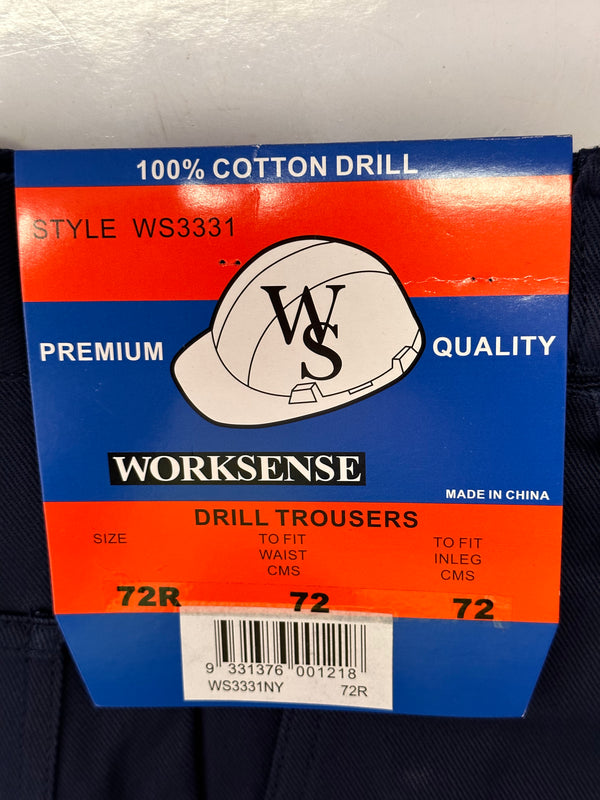 100% COTTON DRILL
STYLE WS3331
WS
PREMIUM QUALITY
WORKSENSE
MADE IN CHINA
DRILL TROUSERS
SIZE TO FIT WAIST CMS TO FIT INLEG CMS
72R 72 72
9 331376 001218
WS3331NY 72R